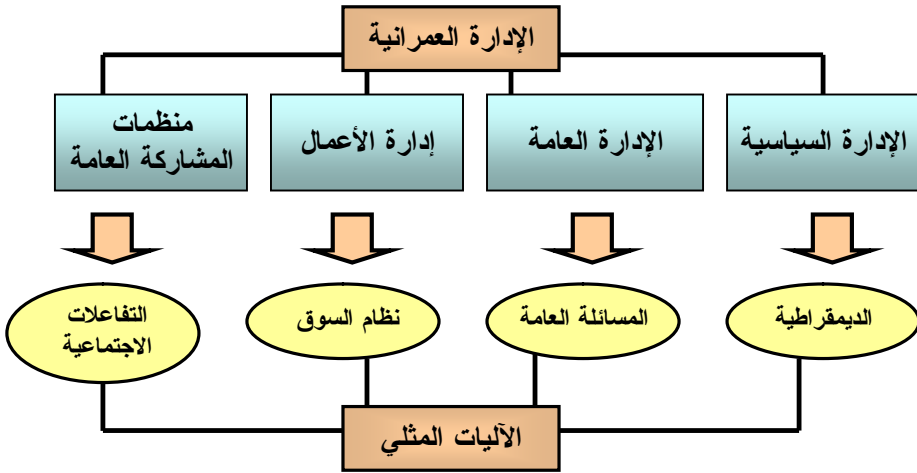 الإدارة العمرانية
الإدارة السياسية
الإدارة العامة
إدارة الأعمال
منظمات
المشاركة العامة
الديمقراطية
المسائلة العامة
نظام السوق
التفاعلات
الاجتماعية
الآليات المثلي